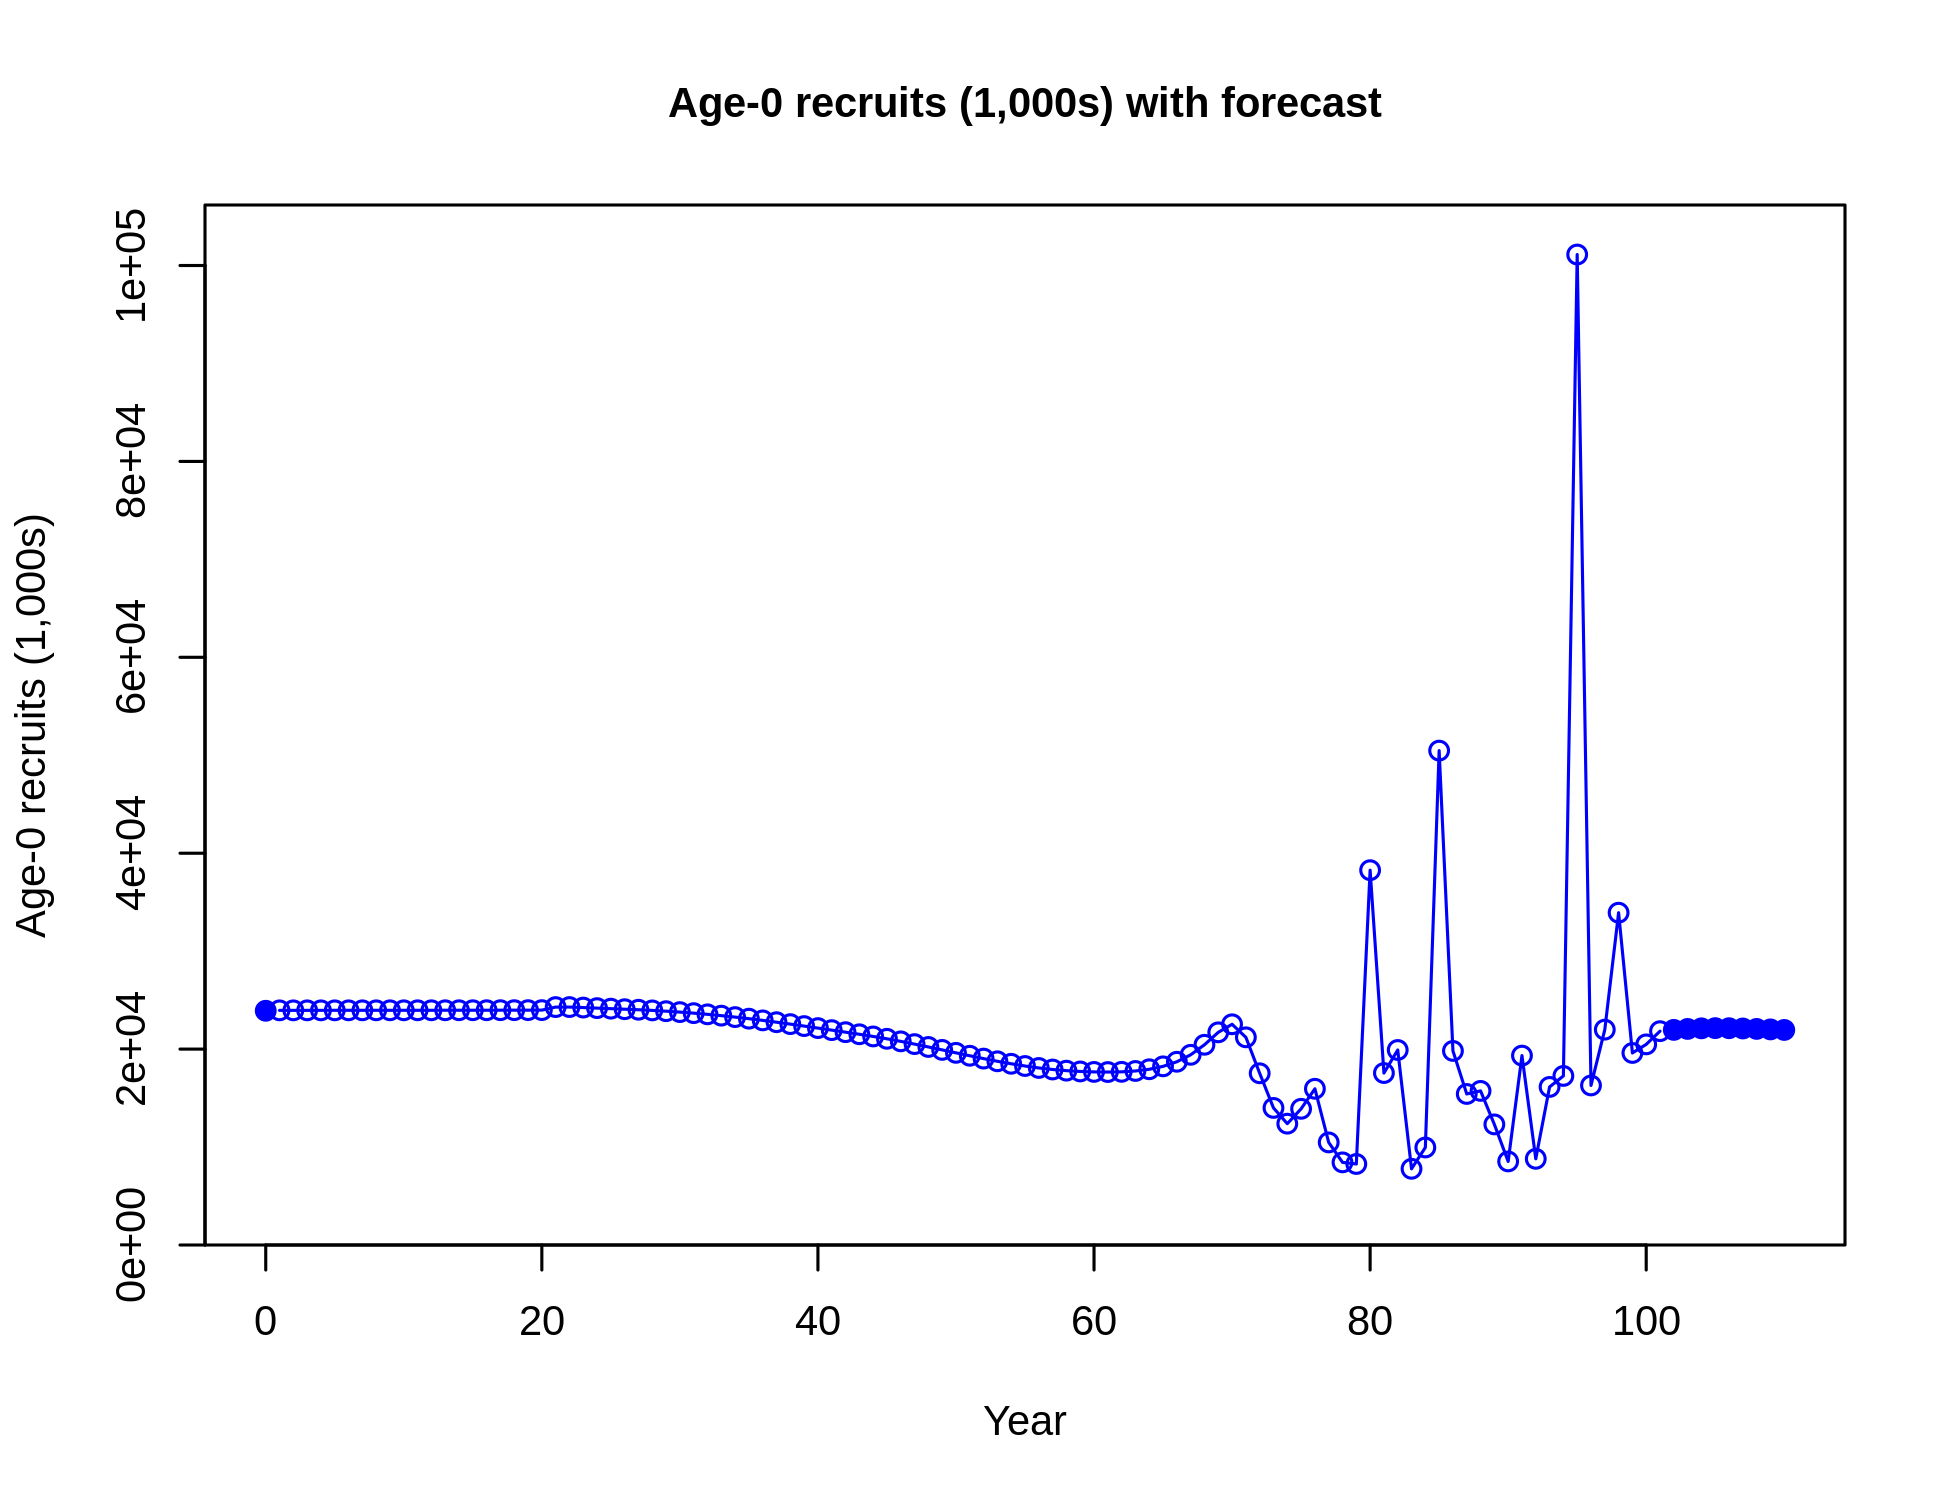 Age-0 recruits (1,000s) with forecast
Age-0 recruits (1,000s)
1e+05
8e+04
6e+04
4e+04
2e+04
0e+00
0 20 40 60 80 100
Year